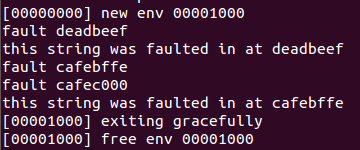 [00000000] new env 00001000
fault deadbeef
this string was faulted in at deadbeef
fault cafebffe
fault cafec000
this string was faulted in at cafebffe
[00001000] exiting gracefully
[00001000] free env 00001000